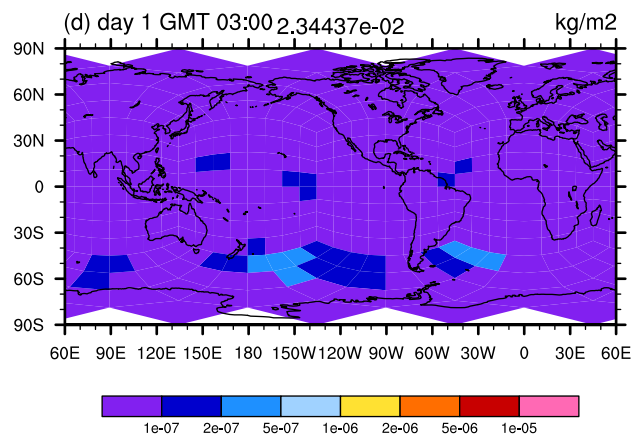 (d) day 1 GMT 03:00 2.34437e-02 kg/m2
90N
60N
30N
0
30S
60S
90S
60E 90E 120E 150E 180 150W 120W 90W 60W 30W 0 30E 60E
1e-07 2e-07 5e-07 1e-06 2e-06 5e-06 1e-05